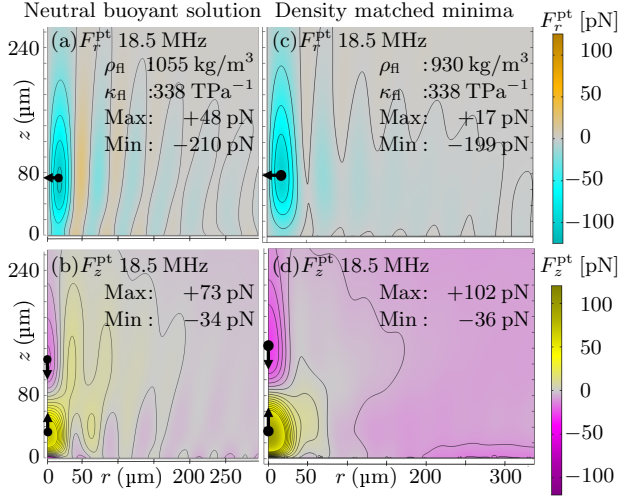 Neutral buoyant solution
Density matched minima
F_r^pt [pN]
(a) F_r^pt 18.5 MHz
ρ_fl : 1055 kg/m³
κ_fl : 338 TPa⁻¹
Max: +48 pN
Min : −210 pN
(c) F_r^pt 18.5 MHz
ρ_fl : 930 kg/m³
κ_fl : 338 TPa⁻¹
Max: +17 pN
Min : −199 pN
z (µm)
240
160
80
0
100
50
0
−50
−100
(b) F_z^pt 18.5 MHz
Max: +73 pN
Min : −34 pN
(d) F_z^pt 18.5 MHz
Max: +102 pN
Min : −36 pN
F_z^pt [pN]
z (µm)
240
160
80
0
100
50
0
−50
−100
0 50 r (µm) 150 200 250
0 50 100 r (µm) 200 250 300